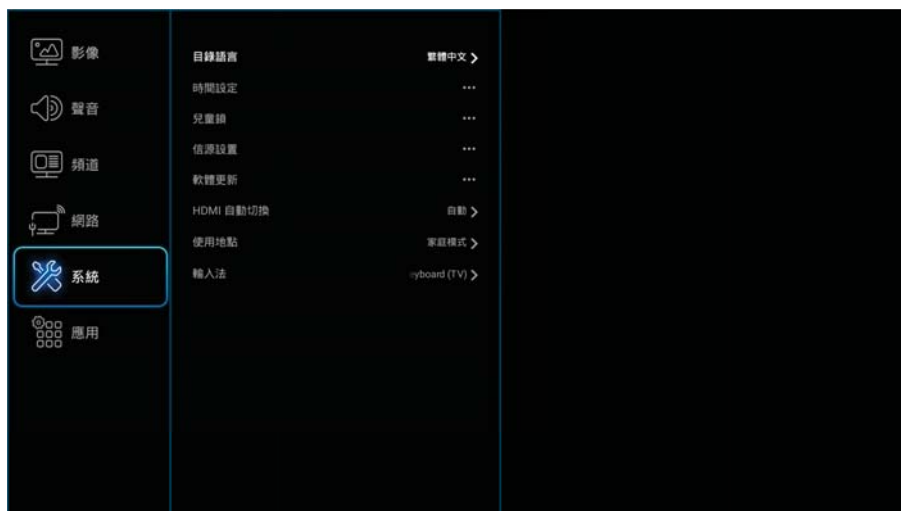 影像
聲音
頻道
網路
系統
應用
目錄語言 繁體中文
時間設定
兒童鎖
信源設置
軟體更新
HDMI 自動切換 自動
使用地點 家庭模式
輸入法 eyboard (TV)